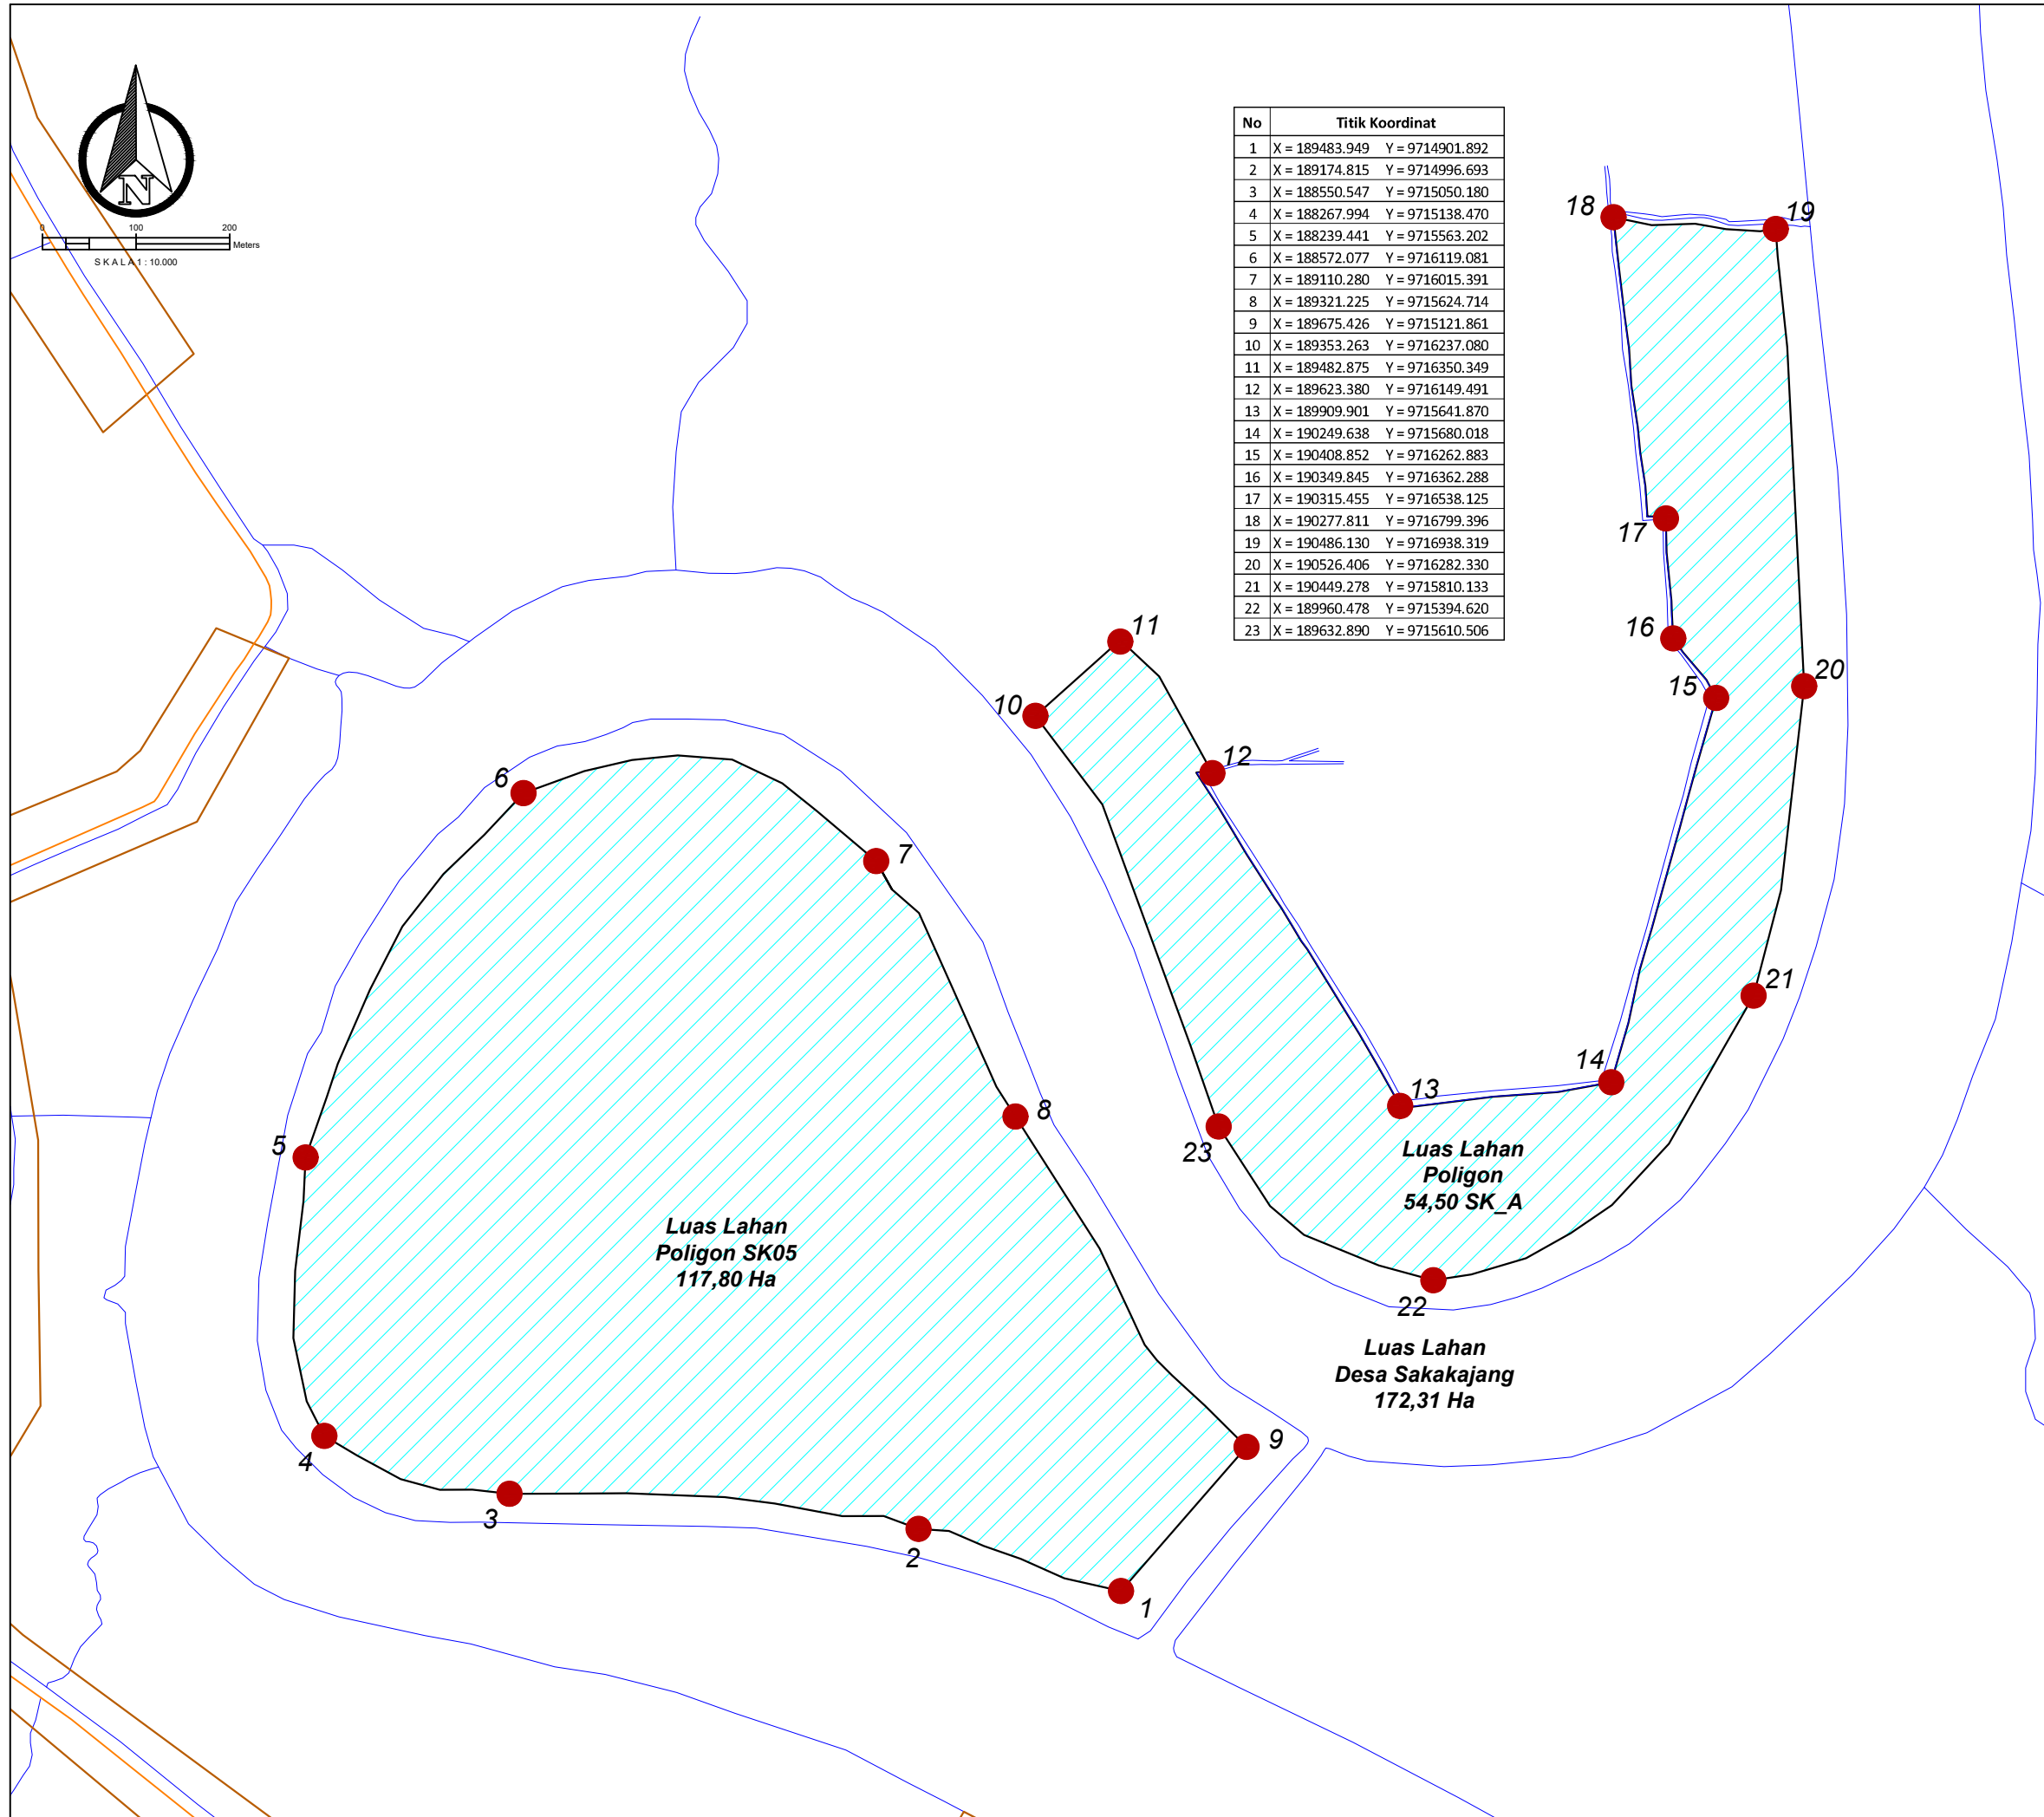 N
0 100 200
Meters
S K A L A 1 : 10.000
No Titik Koordinat
1 X = 189483.949 Y = 9714901.892
2 X = 189174.815 Y = 9714996.693
3 X = 188550.547 Y = 9715050.180
4 X = 188267.994 Y = 9715138.470
5 X = 188239.441 Y = 9715563.202
6 X = 188572.077 Y = 9716119.081
7 X = 189110.280 Y = 9716015.391
8 X = 189321.225 Y = 9715624.714
9 X = 189675.426 Y = 9715121.861
10 X = 189353.263 Y = 9716237.080
11 X = 189482.875 Y = 9716350.349
12 X = 189623.380 Y = 9716149.491
13 X = 189909.901 Y = 9715641.870
14 X = 190249.638 Y = 9715680.018
15 X = 190408.852 Y = 9716262.883
16 X = 190349.845 Y = 9716362.288
17 X = 190315.455 Y = 9716538.125
18 X = 190277.811 Y = 9716799.396
19 X = 190486.130 Y = 9716938.319
20 X = 190526.406 Y = 9716282.330
21 X = 190449.278 Y = 9715810.133
22 X = 189960.478 Y = 9715394.620
23 X = 189632.890 Y = 9715610.506
18
19
17
16
11
15
20
10
12
6
7
21
14
13
8
5
23
Luas Lahan
Poligon
54,50 SK_A
Luas Lahan
Poligon SK05
117,80 Ha
22
Luas Lahan
Desa Sakakajang
172,31 Ha
9
4
3
2
1